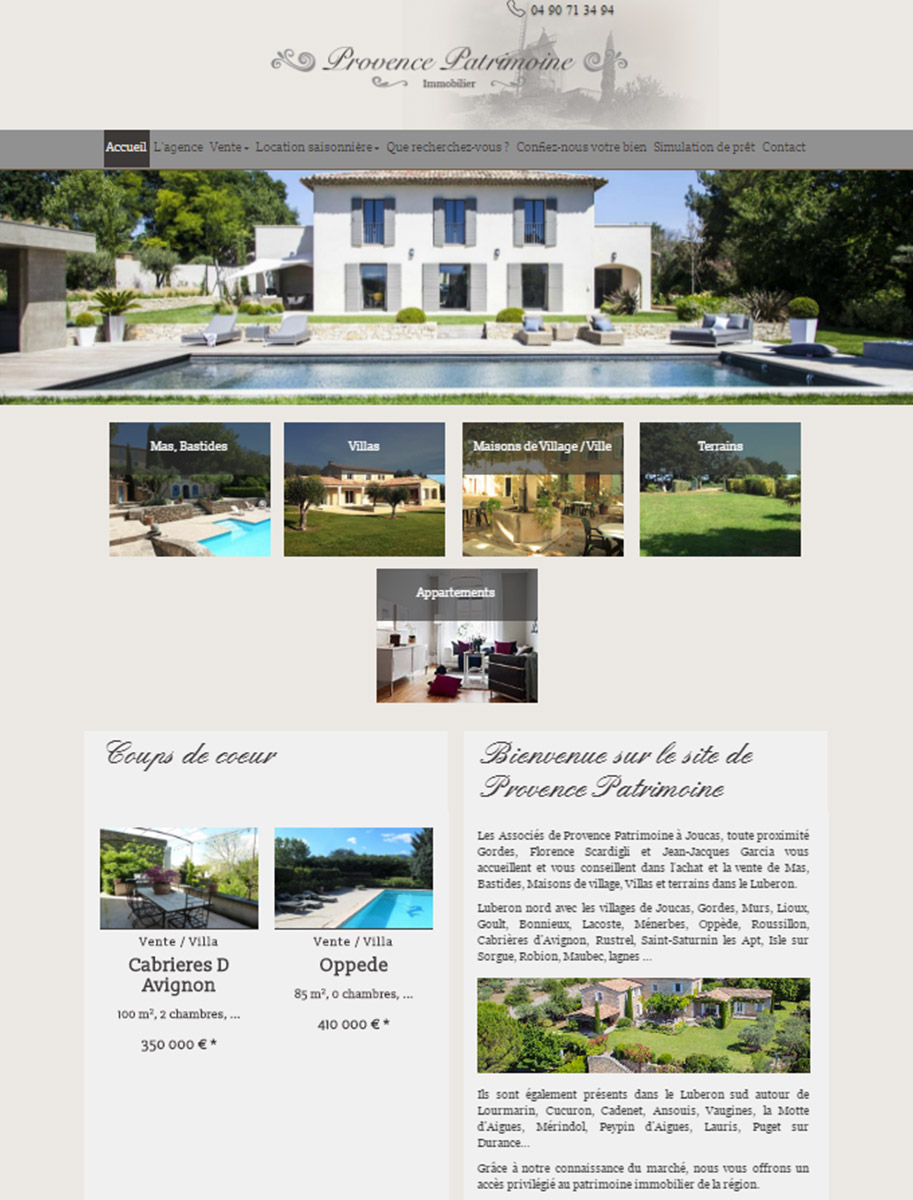 04 90 71 34 94
Provence Patrimoine
Immobilier
Accueil L'agence Vente Location saisonnière Que recherchez-vous ? Confiez-nous votre bien Simulation de prêt Contact
Mas, Bastides
Villas
Maisons de Village / Ville
Terrains
Appartements
Coups de coeur
Vente / Villa
Cabrieres D
Avignon
100 m², 2 chambres, ...
350 000 € *
Vente / Villa
Oppede
85 m², 0 chambres, ...
410 000 € *
Bienvenue sur le site de
Provence Patrimoine
Les Associés de Provence Patrimoine à Joucas, toute proximité
Gordes, Florence Scardigli et Jean-Jacques Garcia vous
accueillent et vous conseillent dans l'achat et la vente de Mas,
Bastides, Maisons de village, Villas et terrains dans le Luberon.
Luberon nord avec les villages de Joucas, Gordes, Murs, Lioux,
Goult, Bonnieux, Lacoste, Ménerbes, Oppède, Roussillon,
Cabrières d'Avignon, Rustrel, Saint-Saturnin les Apt, Isle sur
Sorgue, Robion, Maubec, lagnes ...
Ils sont également présents dans le Luberon sud autour de
Lourmarin, Cucuron, Cadenet, Ansouis, Vaugines, la Motte
d'Aigues, Mérindol, Peypin d'Aigues, Lauris, Puget sur
Durance...
Grâce à notre connaissance du marché, nous vous offrons un
accès privilégié au patrimoine immobilier de la région.